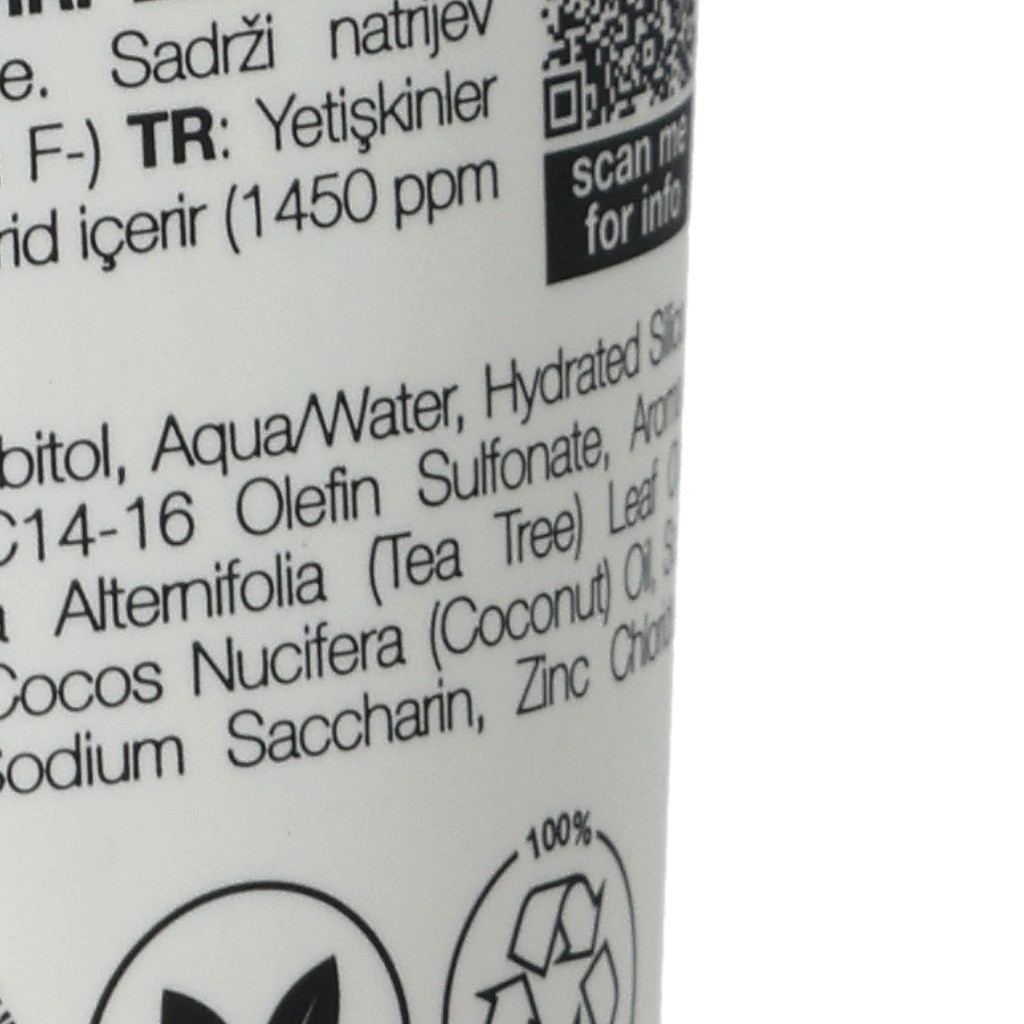 e. Sadrži natrijev
F-) TR: Yetişkinler
rid içerir (1450 ppm
scan me
for info
bitol, Aqua/Water, Hydrated
C14-16 Olefin Sulfonate,
Alternifolia (Tea Tree) Leaf
Cocos Nucifera (Coconut) Oil,
Sodium Saccharin, Zinc
100%